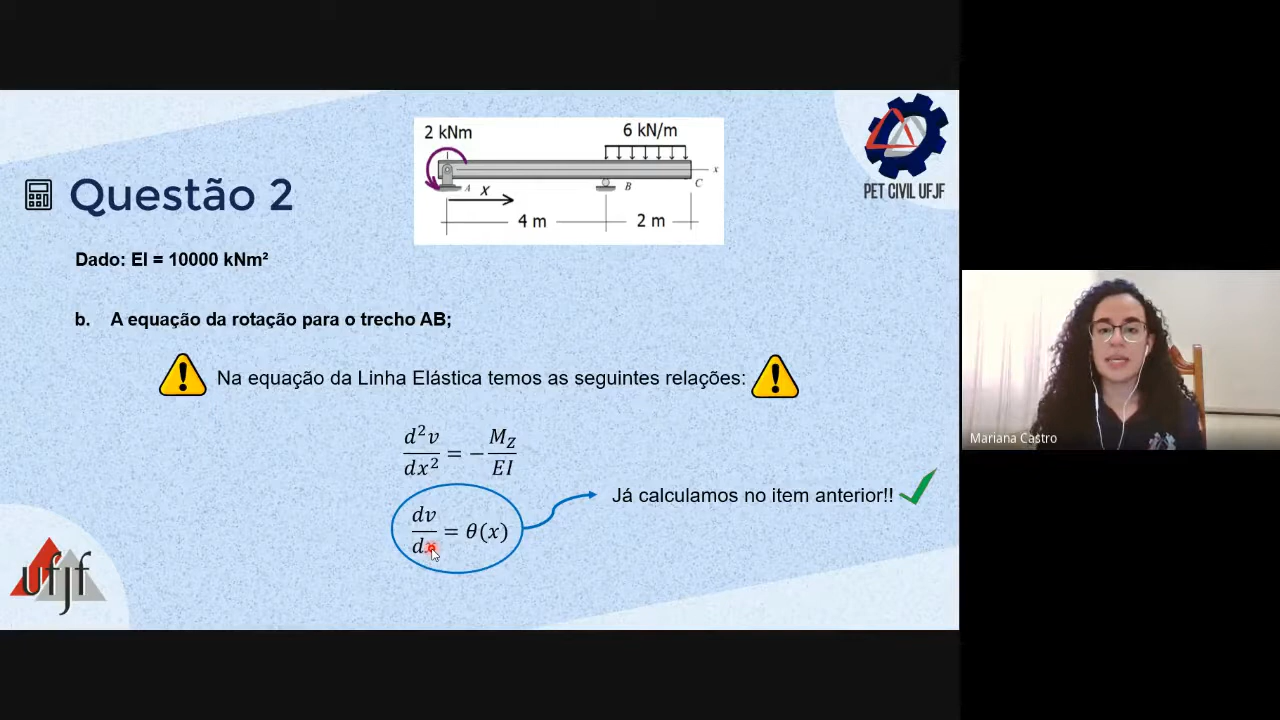 2 kNm
6 kN/m
A
X
B
C
x
4 m
2 m
PET CIVIL UFJF
Questão 2
Dado: EI = 10000 kNm²
b. A equação da rotação para o trecho AB;
! Na equação da Linha Elástica temos as seguintes relações: !
d²v/dx² = −M_Z/EI
dv/d = θ(x)
Já calculamos no item anterior!!
ufjf
Mariana Castro